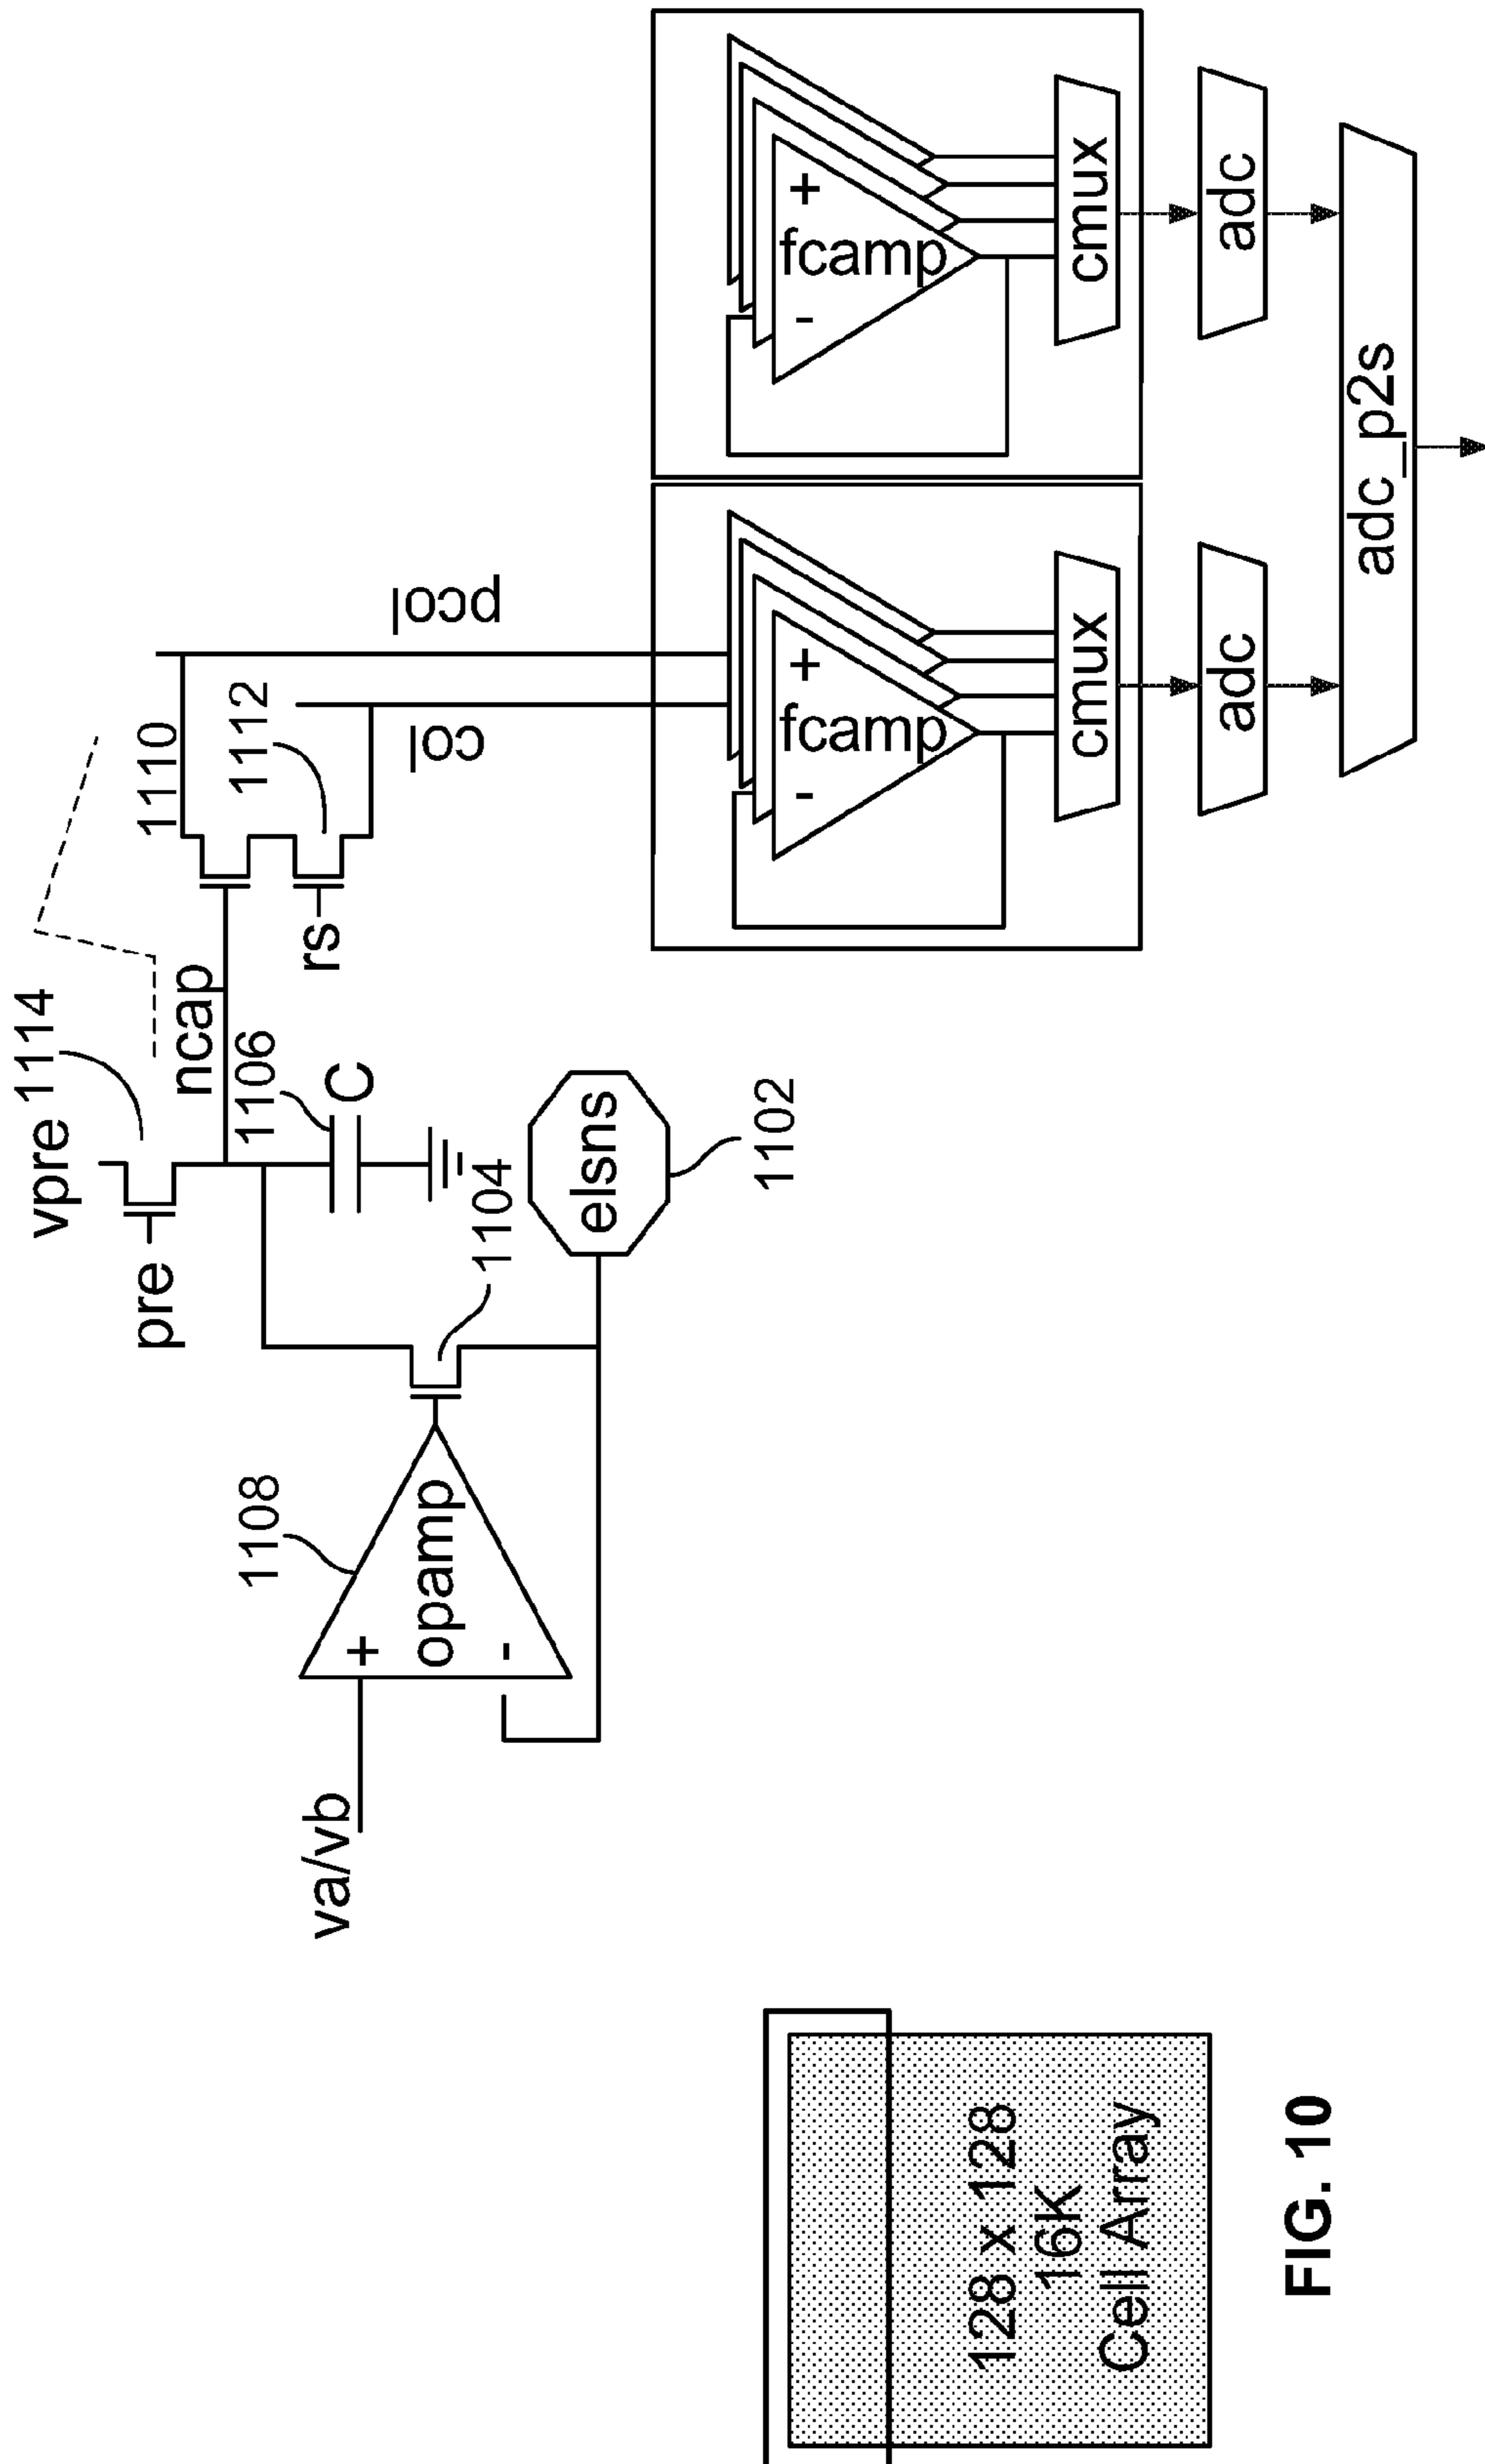 128 x 128
16K
Cell Array
va/vb
+
opamp
-
1108
1104
elsns
1102
pre
vpre
1114
ncap
1106
C
rs
1110
1112
col
pcol
+
fcamp
-
cmux
adc
+
fcamp
-
cmux
adc
adc_p2s
FIG. 10